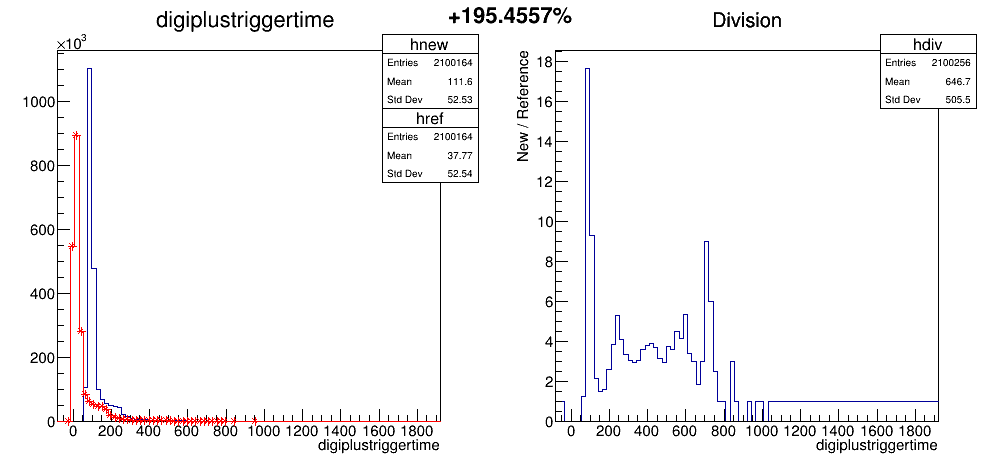 digiplustriggertime
+195.4557%
Division
×10³
hnew
Entries 2100164
Mean 111.6
Std Dev 52.53
href
Entries 2100164
Mean 37.77
Std Dev 52.54
1000
800
600
400
200
0
0 200 400 600 800 1000 1200 1400 1600 1800
digiplustriggertime
hdiv
Entries 2100256
Mean 646.7
Std Dev 505.5
New / Reference
18
16
14
12
10
8
6
4
2
0
0 200 400 600 800 1000 1200 1400 1600 1800
digiplustriggertime